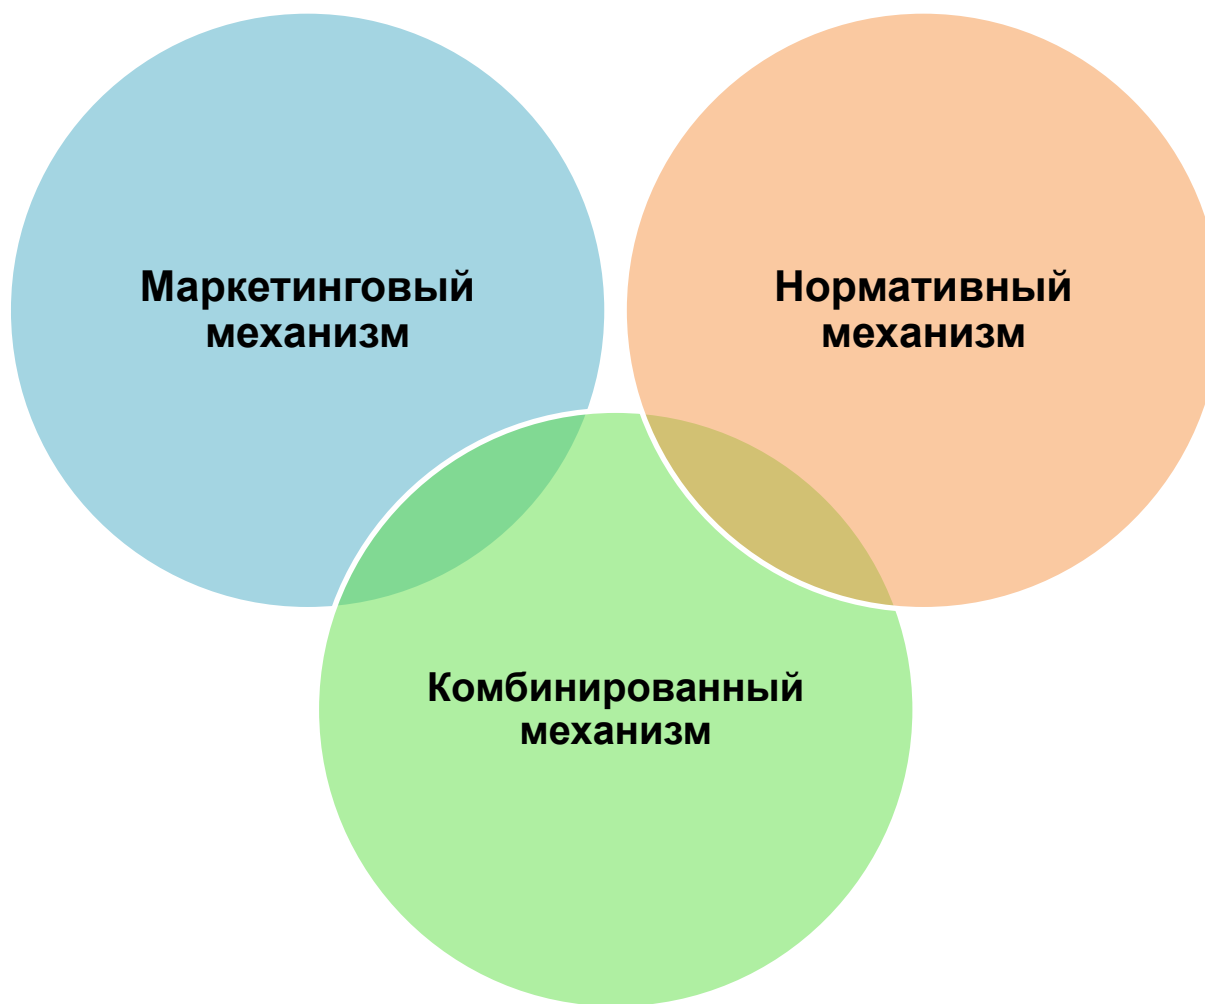 Маркетинговый
механизм
Нормативный
механизм
Комбинированный
механизм